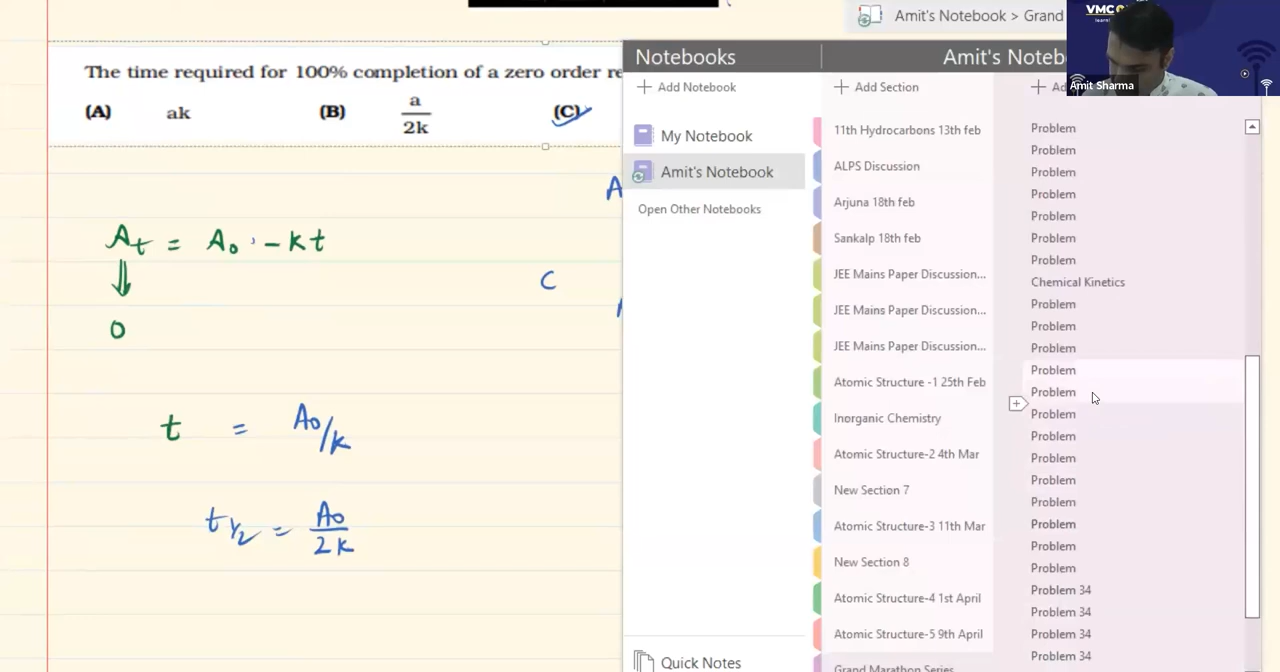 Amit's Notebook > Grand
VMC
Amit Sharma
The time required for 100% completion of a zero order re
(A) ak (B) a/2k (C)
At = A0 - kt
0
C
t = A0/k
t1/2 = A0/2k
Notebooks
Amit's Noteb
+ Add Notebook
My Notebook
Amit's Notebook
Open Other Notebooks
Quick Notes
+ Add Section
11th Hydrocarbons 13th feb
ALPS Discussion
Arjuna 18th feb
Sankalp 18th feb
JEE Mains Paper Discussion...
JEE Mains Paper Discussion...
JEE Mains Paper Discussion...
Atomic Structure -1 25th Feb
Inorganic Chemistry
Atomic Structure-2 4th Mar
New Section 7
Atomic Structure-3 11th Mar
New Section 8
Atomic Structure-4 1st April
Atomic Structure-5 9th April
Grand Marathon Series
+ Ad
Problem
Problem
Problem
Problem
Problem
Problem
Problem
Chemical Kinetics
Problem
Problem
Problem
Problem
Problem
Problem
Problem
Problem
Problem
Problem
Problem
Problem
Problem
Problem 34
Problem 34
Problem 34
Problem 34